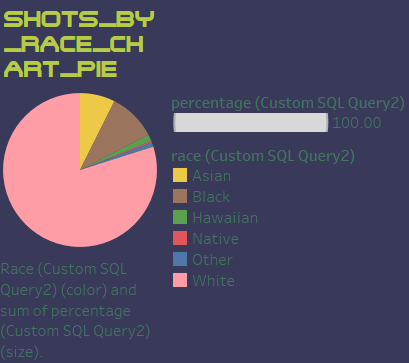 SHOTS_BY
_RACE_CH
ART_PIE
percentage (Custom SQL Query2)
100.00
race (Custom SQL Query2)
Asian
Black
Hawaiian
Native
Other
White
Race (Custom SQL
Query2) (color) and
sum of percentage
(Custom SQL Query2)
(size).